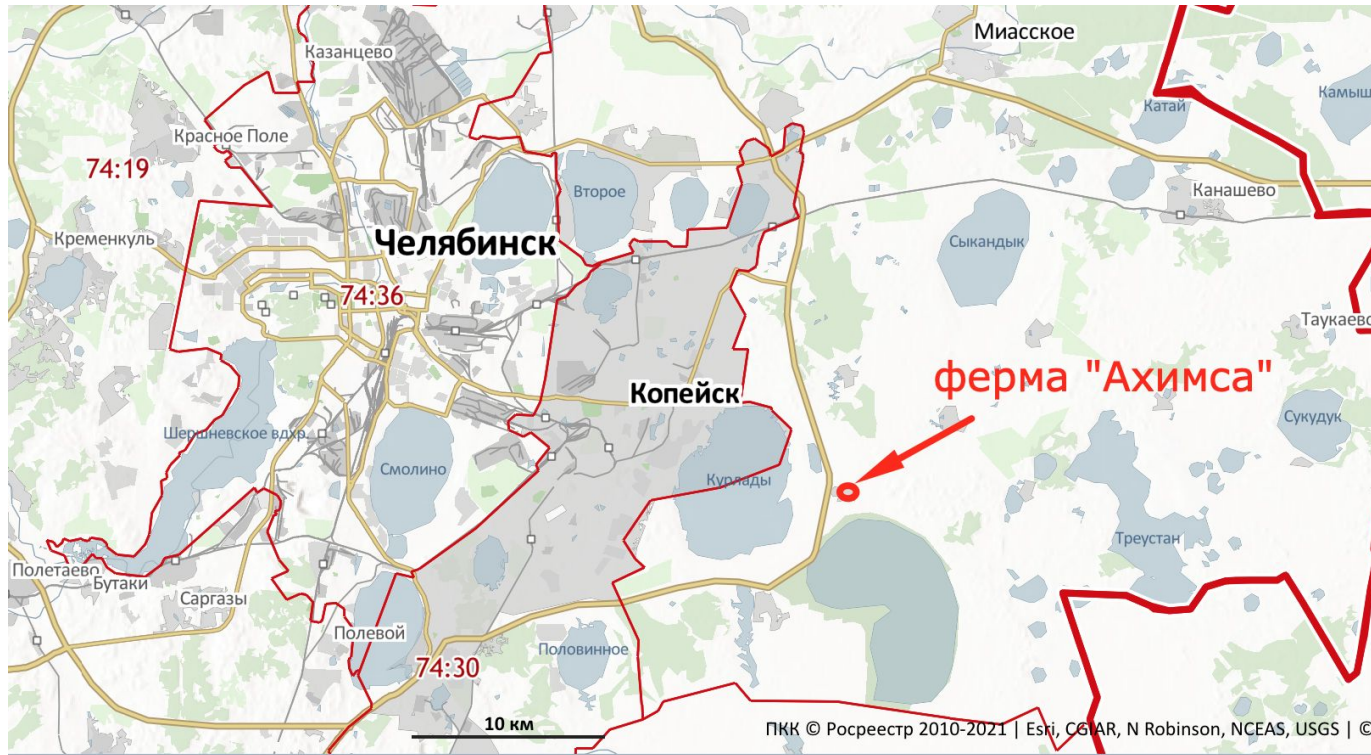 Миасское
Казанцево
Камыш
Катай
Красное Поле
74:19
Второе
Канашево
Кременкуль
Челябинск
Сыкандык
74:36
Таукаево
ферма "Ахимса"
Копейск
Сукудук
Шершневское вдхр.
Смолино
Курлады
Треустан
Полетаево
Бутаки
Саргазы
Полевой
Половинное
74:30
10 км
ПКК © Росреестр 2010-2021 | Esri, CGIAR, N Robinson, NCEAS, USGS | ©